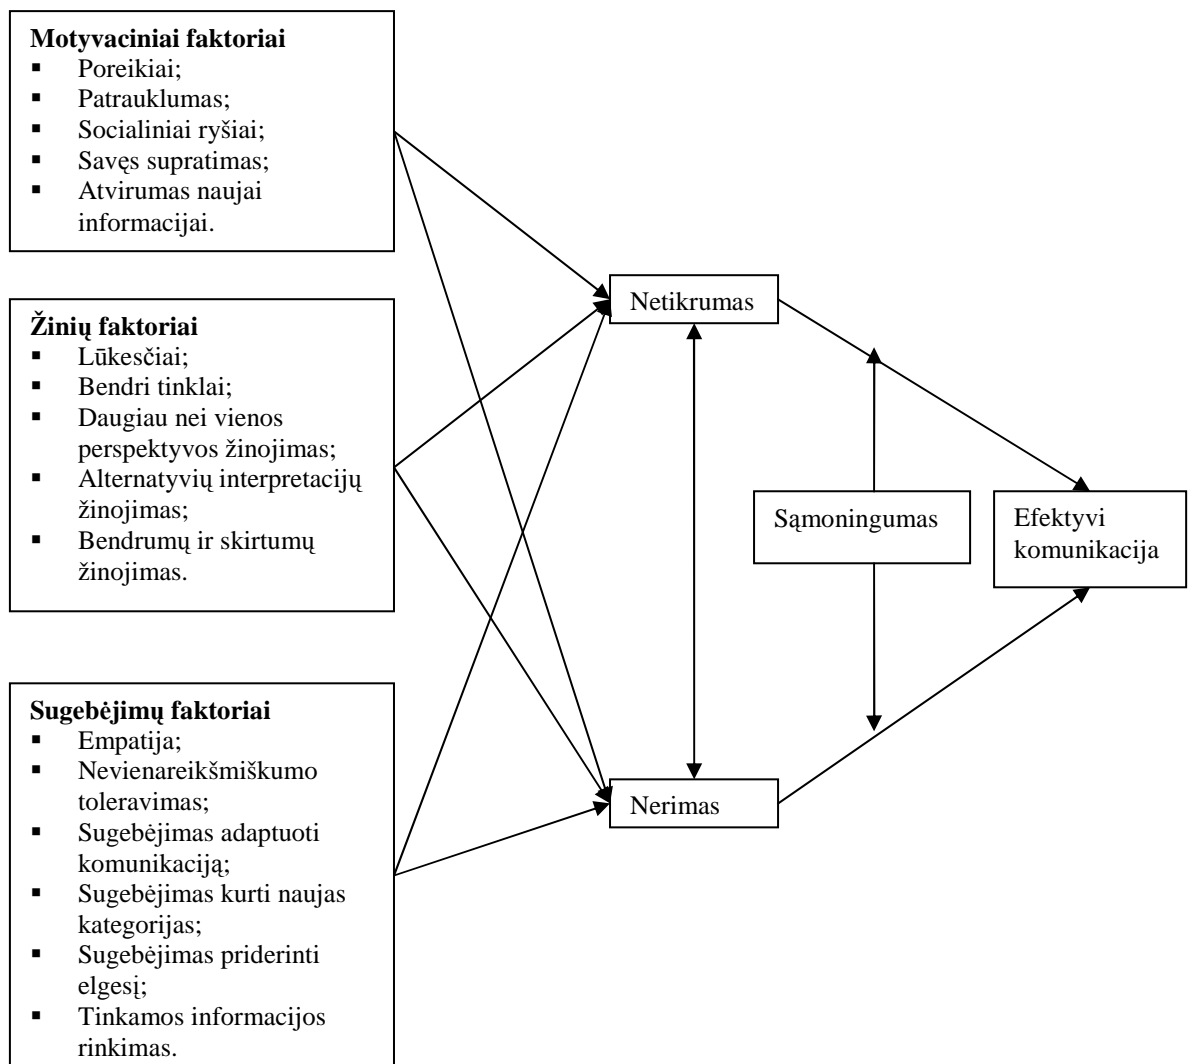 Motyvaciniai faktoriai
▪ Poreikiai;
▪ Patrauklumas;
▪ Socialiniai ryšiai;
▪ Savęs supratimas;
▪ Atvirumas naujai
informacijai.
Žinių faktoriai
▪ Lūkesčiai;
▪ Bendri tinklai;
▪ Daugiau nei vienos
perspektyvos žinojimas;
▪ Alternatyvių interpretacijų
žinojimas;
▪ Bendrumų ir skirtumų
žinojimas.
Sugebėjimų faktoriai
▪ Empatija;
▪ Nevienareikšmiškumo
toleravimas;
▪ Sugebėjimas adaptuoti
komunikaciją;
▪ Sugebėjimas kurti naujas
kategorijas;
▪ Sugebėjimas priderinti
elgesį;
▪ Tinkamos informacijos
rinkimas.
Netikrumas
Nerimas
Sąmoningumas
Efektyvi
komunikacija